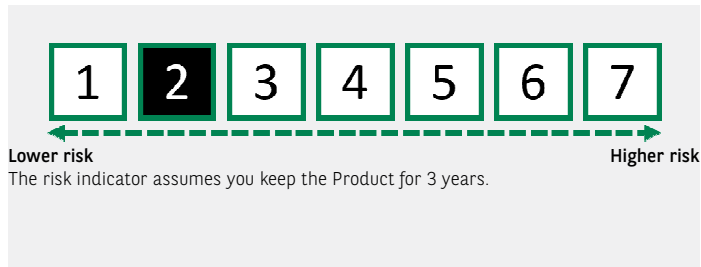 1 2 3 4 5 6 7
Lower risk Higher risk
The risk indicator assumes you keep the Product for 3 years.